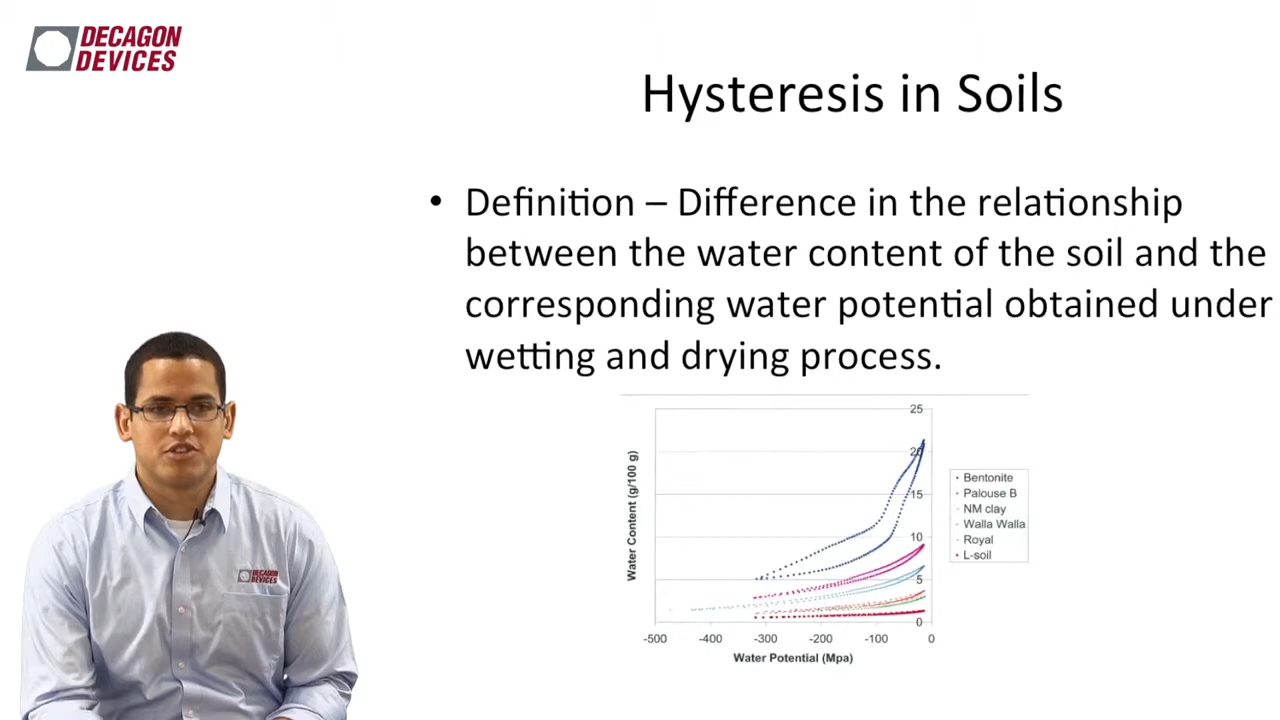 DECAGON
DEVICES
Hysteresis in Soils
• Definition – Difference in the relationship
between the water content of the soil and the
corresponding water potential obtained under
wetting and drying process.
25
20
15
10
5
0
Water Content (g/100 g)
-500 -400 -300 -200 -100 0
Water Potential (Mpa)
Bentonite
Palouse B
NM clay
Walla Walla
Royal
L-soil
DECAGON
DEVICES